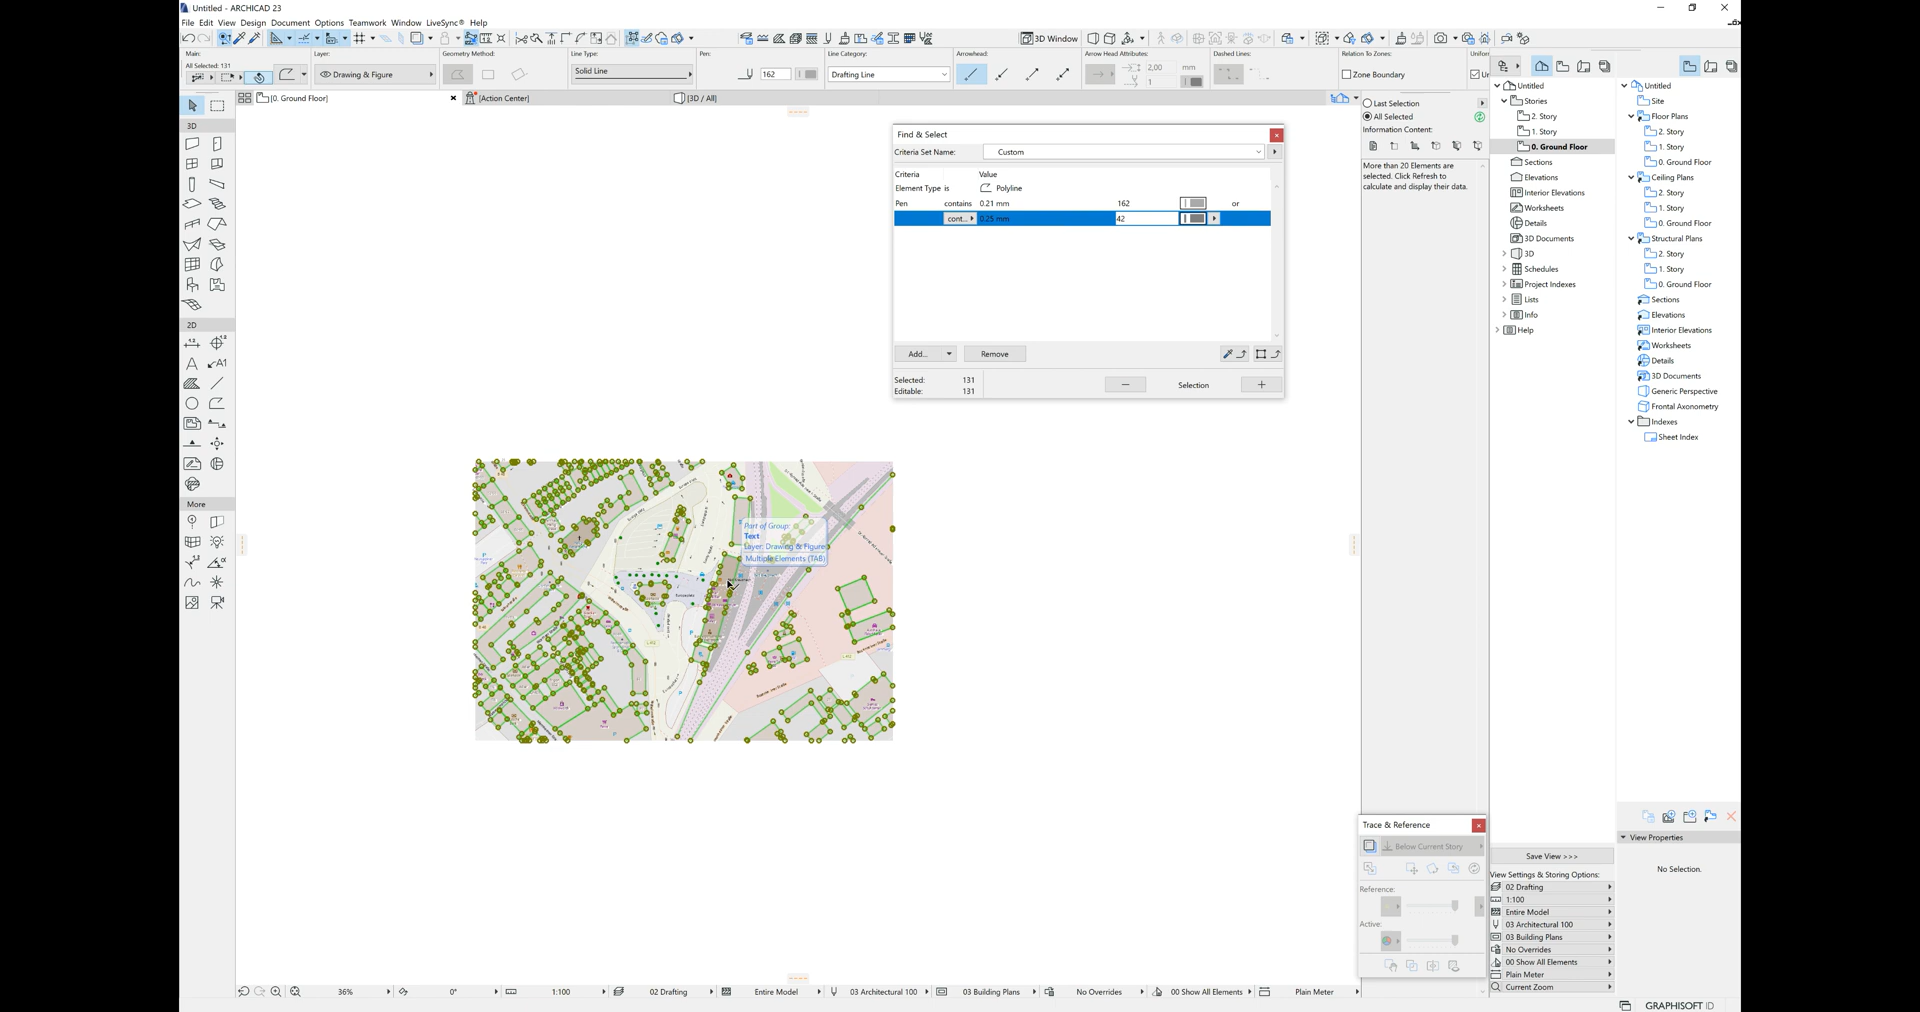 Untitled - ARCHICAD 23
File Edit View Design Document Options Teamwork Window LiveSync® Help
3D Window
Main:
All Selected: 131
Layer:
Drawing & Figure
Geometry Method:
Line Type:
Solid Line
Pen:
162
Line Category:
Drafting Line
Arrowhead:
Arrow Head Attributes:
2,00 mm
1
Dashed Lines:
Relation To Zones:
Zone Boundary
[0. Ground Floor]
[Action Center]
[3D / All]
3D
2D
More
Find & Select
Criteria Set Name:
Custom
Criteria Value
Element Type is Polyline
Pen contains 0.21 mm 162 or
cont... 0.25 mm 42
Add...
Remove
Selected: 131
Editable: 131
Selection
Part of Group:
Text
Layer: Drawing & Figure
Multiple Elements (TAB)
Last Selection
All Selected
Information Content:
More than 20 Elements are
selected. Click Refresh to
calculate and display their data.
Untitled
Stories
2. Story
1. Story
0. Ground Floor
Sections
Elevations
Interior Elevations
Worksheets
Details
3D Documents
3D
Schedules
Project Indexes
Lists
Info
Help
Untitled
Site
Floor Plans
2. Story
1. Story
0. Ground Floor
Ceiling Plans
2. Story
1. Story
0. Ground Floor
Structural Plans
2. Story
1. Story
0. Ground Floor
Sections
Elevations
Interior Elevations
Worksheets
Details
3D Documents
Generic Perspective
Frontal Axonometry
Indexes
Sheet Index
Trace & Reference
Below Current Story
Reference:
Active:
Save View >>>
View Settings & Storing Options:
02 Drafting
1:100
Entire Model
03 Architectural 100
03 Building Plans
No Overrides
00 Show All Elements
Plain Meter
Current Zoom
View Properties
No Selection.
36%
0°
1:100
02 Drafting
Entire Model
03 Architectural 100
03 Building Plans
No Overrides
00 Show All Elements
Plain Meter
GRAPHISOFT ID